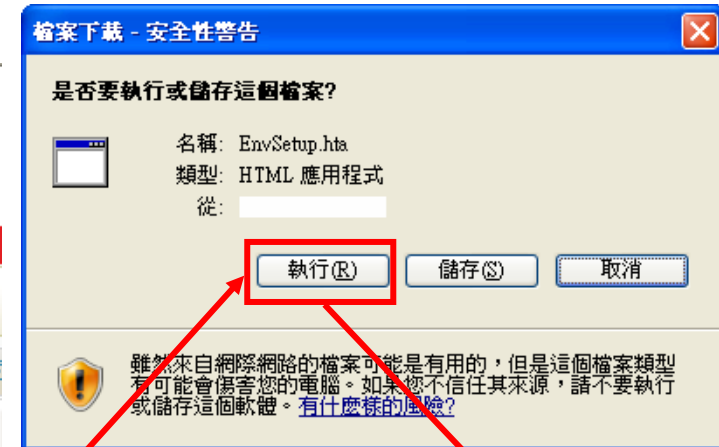 檔案下載 - 安全性警告
是否要執行或儲存這個檔案?
名稱: EnvSetup.hta
類型: HTML 應用程式
從:
執行(R) 儲存(S) 取消
雖然來自網際網路的檔案可能是有用的，但是這個檔案類型
有可能會傷害您的電腦。如果您不信任其來源，請不要執行
或儲存這個軟體。有什麼樣的風險?